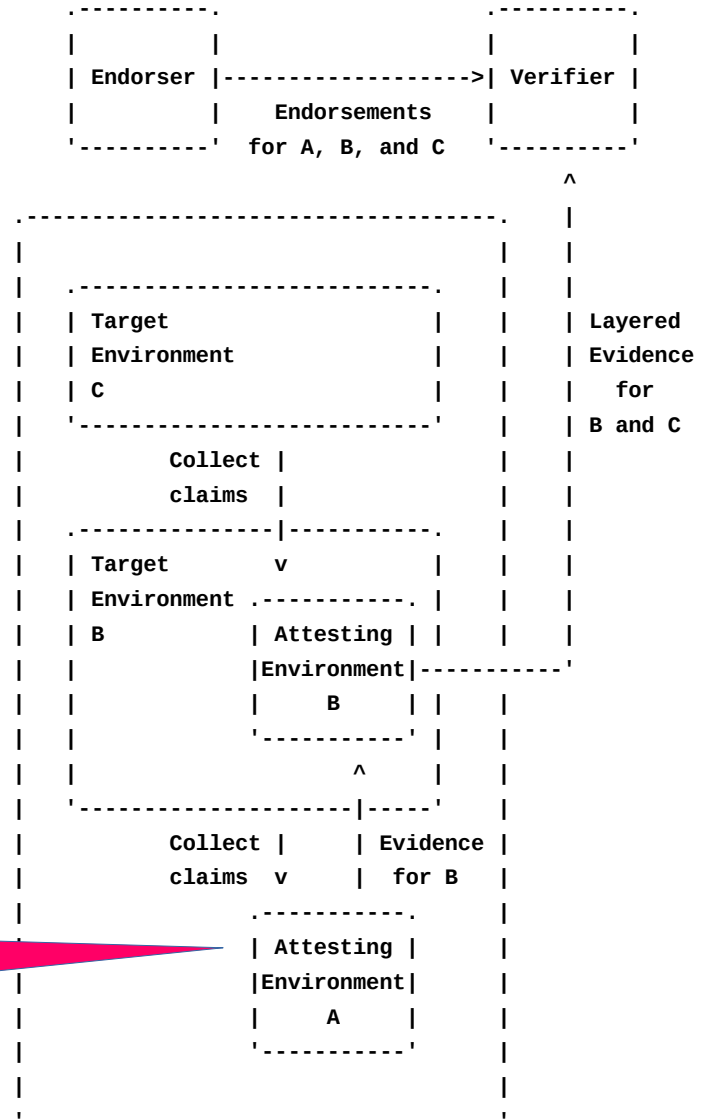 Endorser
Verifier
Endorsements
for A, B, and C
Target
Environment
C
Layered
Evidence
for
B and C
Collect
claims
Target
Environment
B
Attesting
Environment
B
Collect
claims
Evidence
for B
Attesting
Environment
A